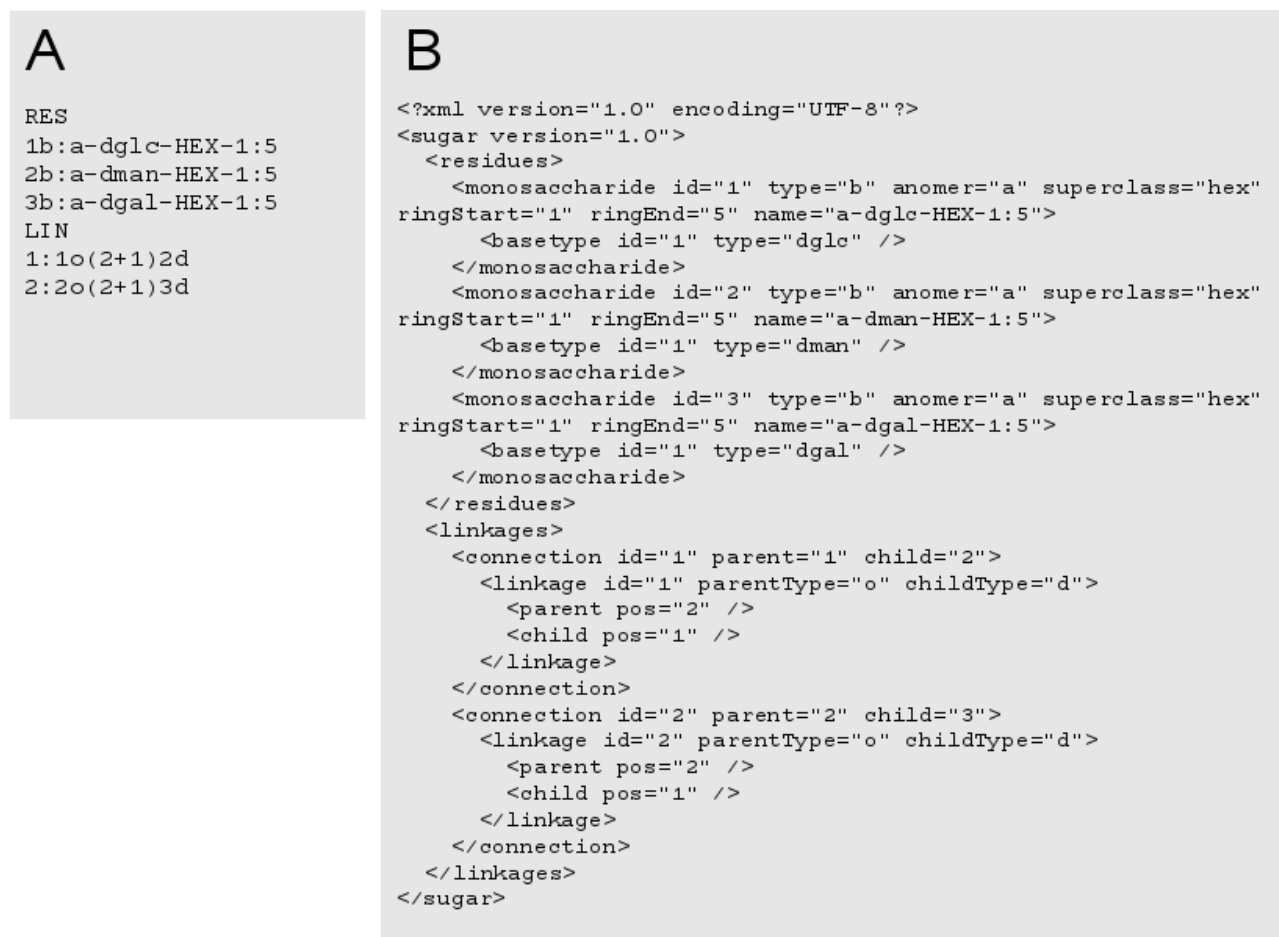 A
RES
1b:a-dglc-HEX-1:5
2b:a-dman-HEX-1:5
3b:a-dgal-HEX-1:5
LIN
1:1o(2+1)2d
2:2o(2+1)3d
B
<?xml version="1.0" encoding="UTF-8"?>
<sugar version="1.0">
  <residues>
    <monosaccharide id="1" type="b" anomer="a" superclass="hex"
ringStart="1" ringEnd="5" name="a-dglc-HEX-1:5">
      <basetype id="1" type="dglc" />
    </monosaccharide>
    <monosaccharide id="2" type="b" anomer="a" superclass="hex"
ringStart="1" ringEnd="5" name="a-dman-HEX-1:5">
      <basetype id="1" type="dman" />
    </monosaccharide>
    <monosaccharide id="3" type="b" anomer="a" superclass="hex"
ringStart="1" ringEnd="5" name="a-dgal-HEX-1:5">
      <basetype id="1" type="dgal" />
    </monosaccharide>
  </residues>
  <linkages>
    <connection id="1" parent="1" child="2">
      <linkage id="1" parentType="o" childType="d">
        <parent pos="2" />
        <child pos="1" />
      </linkage>
    </connection>
    <connection id="2" parent="2" child="3">
      <linkage id="2" parentType="o" childType="d">
        <parent pos="2" />
        <child pos="1" />
      </linkage>
    </connection>
  </linkages>
</sugar>